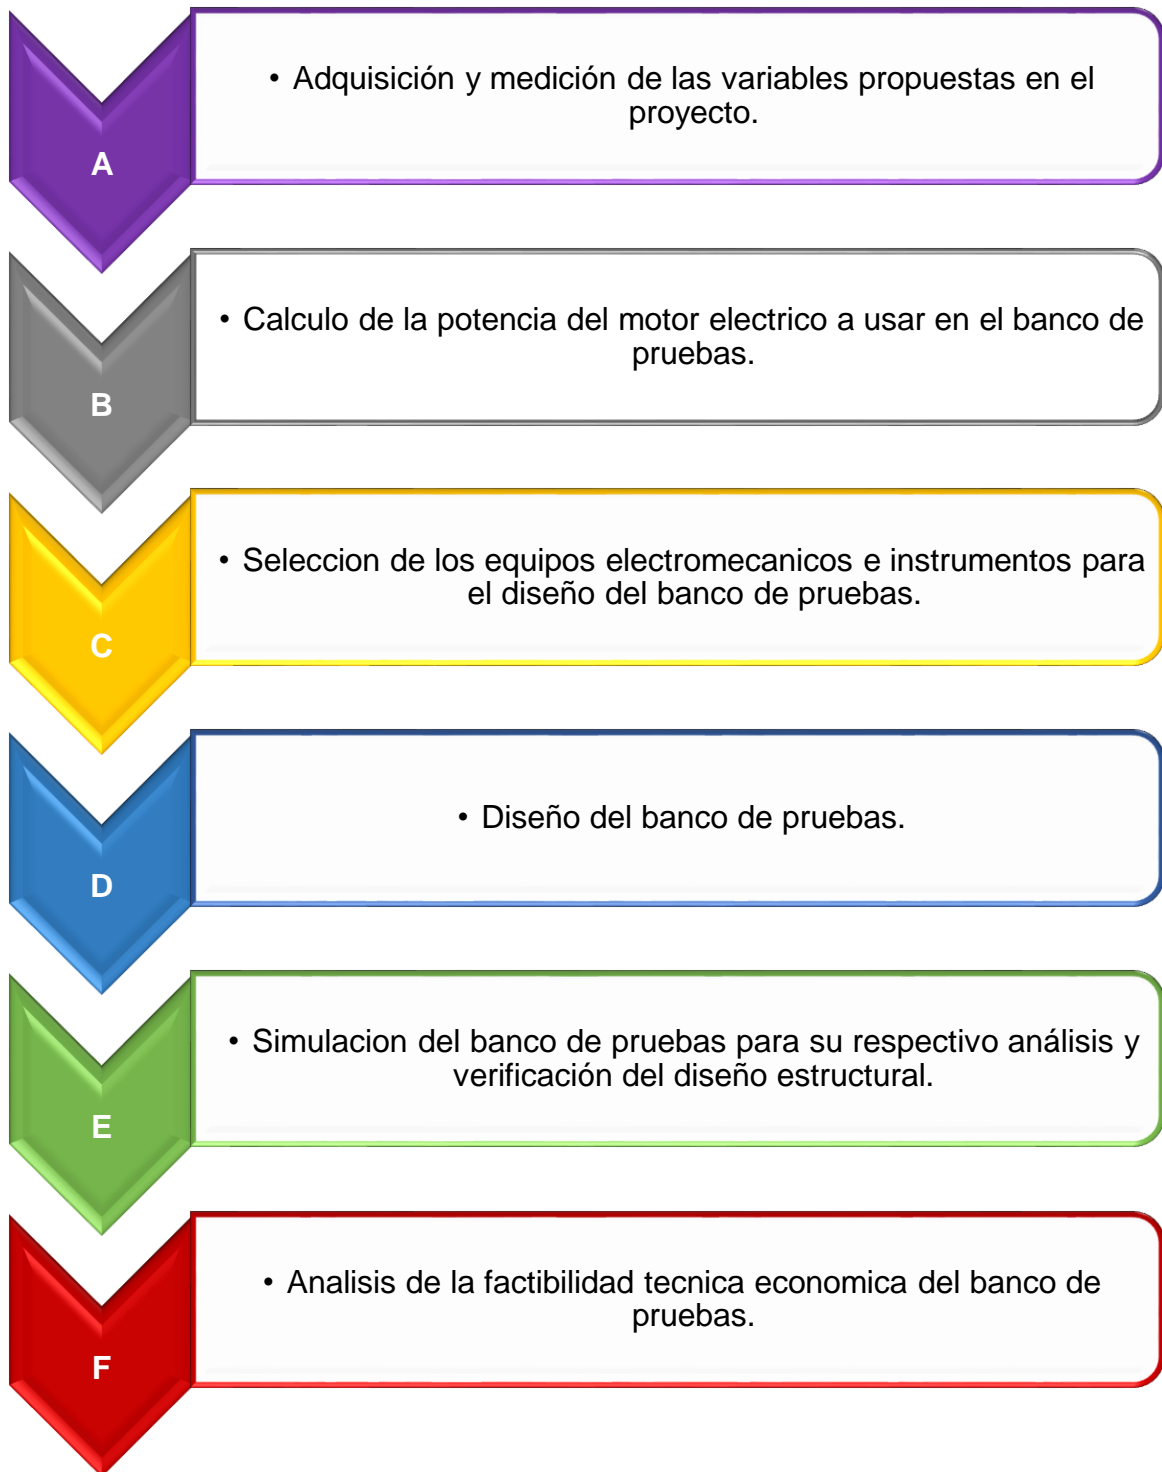 • Adquisición y medición de las variables propuestas en el
proyecto.
A
• Calculo de la potencia del motor electrico a usar en el banco de
pruebas.
B
• Seleccion de los equipos electromecanicos e instrumentos para
el diseño del banco de pruebas.
C
• Diseño del banco de pruebas.
D
• Simulacion del banco de pruebas para su respectivo análisis y
verificación del diseño estructural.
E
• Analisis de la factibilidad tecnica economica del banco de
pruebas.
F